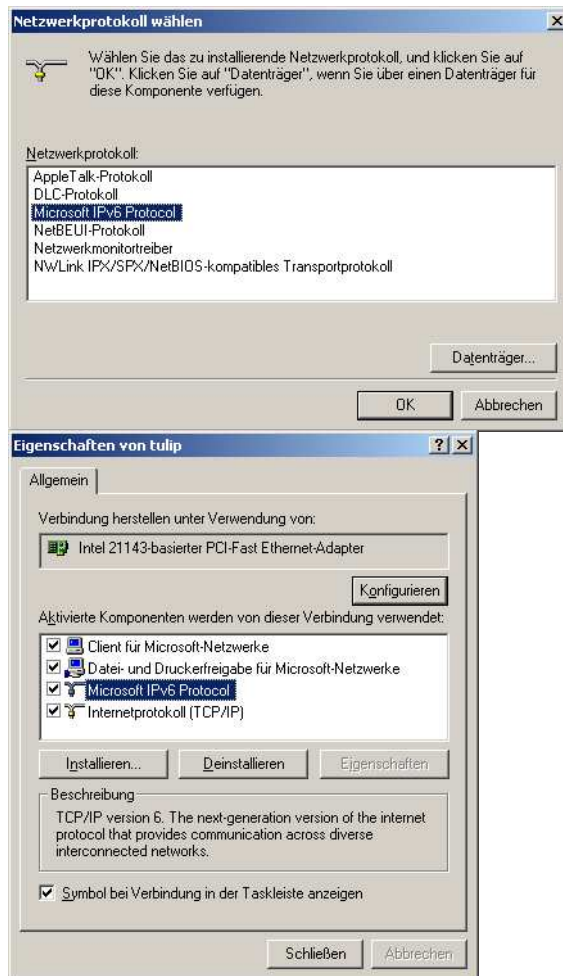 Netzwerkprotokoll wählen
Wählen Sie das zu installierende Netzwerkprotokoll, und klicken Sie auf
"OK". Klicken Sie auf "Datenträger", wenn Sie über einen Datenträger für
diese Komponente verfügen.
Netzwerkprotokoll:
AppleTalk-Protokoll
DLC-Protokoll
Microsoft IPv6 Protocol
NetBEUI-Protokoll
Netzwerkmonitortreiber
NWLink IPX/SPX/NetBIOS-kompatibles Transportprotokoll
Datenträger...
OK Abbrechen
Eigenschaften von tulip
Allgemein
Verbindung herstellen unter Verwendung von:
Intel 21143-basierter PCI-Fast Ethernet-Adapter
Konfigurieren
Aktivierte Komponenten werden von dieser Verbindung verwendet:
Client für Microsoft-Netzwerke
Datei- und Druckerfreigabe für Microsoft-Netzwerke
Microsoft IPv6 Protocol
Internetprotokoll (TCP/IP)
Installieren... Deinstallieren Eigenschaften
Beschreibung
TCP/IP version 6. The next-generation version of the internet
protocol that provides communication across diverse
interconnected networks.
Symbol bei Verbindung in der Taskleiste anzeigen
Schließen Abbrechen